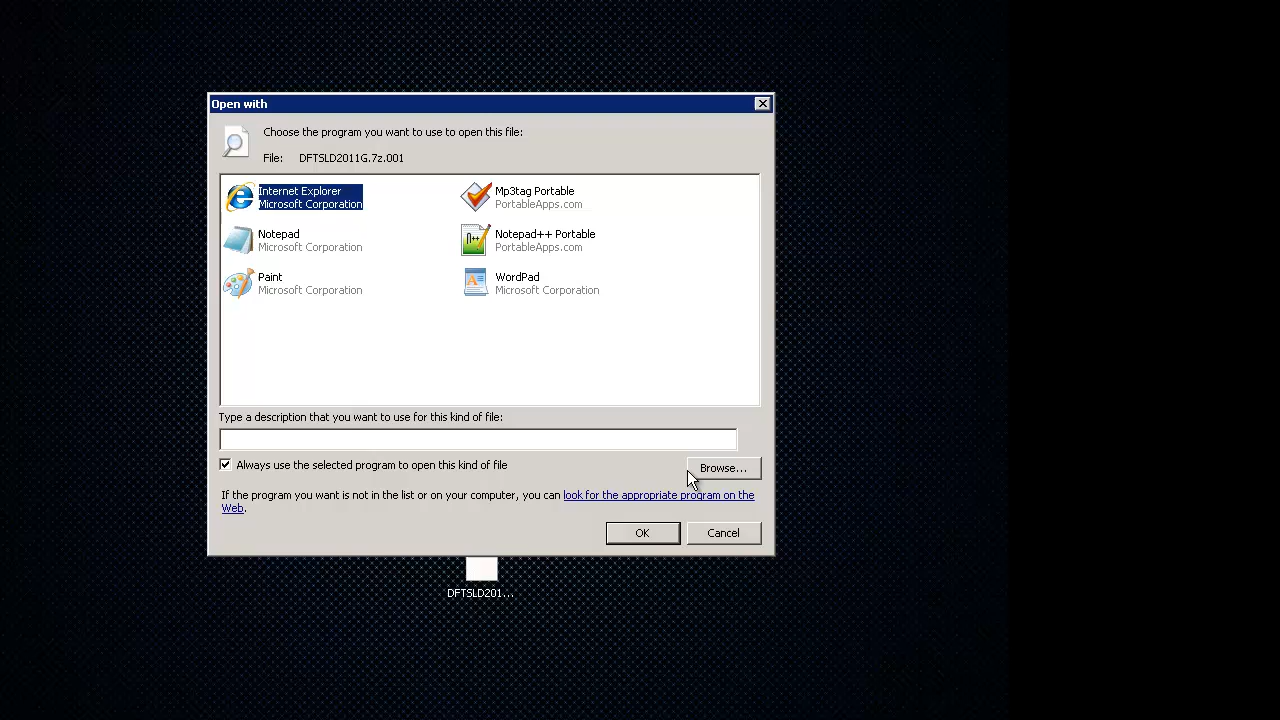 Open with
Choose the program you want to use to open this file:
File: DFTSLD2011G.7z.001
Internet Explorer
Microsoft Corporation
Mp3tag Portable
PortableApps.com
Notepad
Microsoft Corporation
Notepad++ Portable
PortableApps.com
Paint
Microsoft Corporation
WordPad
Microsoft Corporation
Type a description that you want to use for this kind of file:
Always use the selected program to open this kind of file
Browse...
If the program you want is not in the list or on your computer, you can look for the appropriate program on the
Web.
OK
Cancel
DFTSLD201...